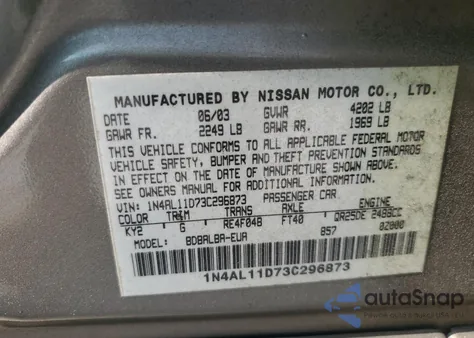 MANUFACTURED BY NISSAN MOTOR CO., LTD.
DATE 06/03 GVWR 4202 LB
GAWR FR. 2249 LB GAWR RR. 1969 LB
THIS VEHICLE CONFORMS TO ALL APPLICABLE FEDERAL MOTOR
VEHICLE SAFETY, BUMPER AND THEFT PREVENTION STANDARDS
IN EFFECT ON THE DATE OF MANUFACTURE SHOWN ABOVE.
SEE OWNERS MANUAL FOR ADDITIONAL INFORMATION.
VIN: 1N4AL11D73C296873 PASSENGER CAR
COLOR TRIM TRANS AXLE ENGINE
KY2 G RE4F04B FT40 QR25DE 2488CC
MODEL: BDBALBA-EUA 857 02000
1N4AL11D73C296873
autoSnap